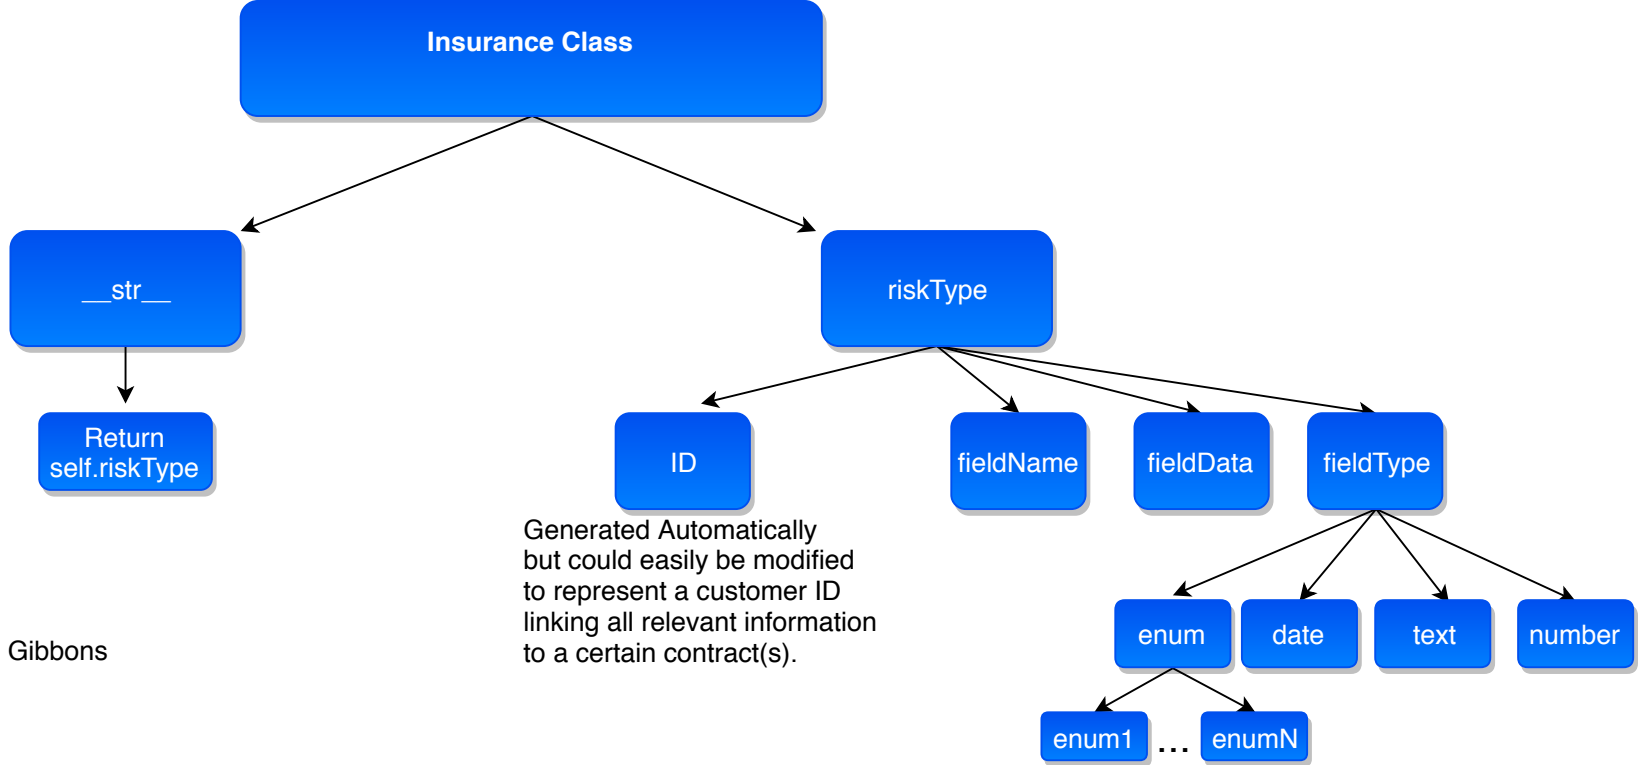 Insurance Class
__str__
riskType
Return
self.riskType
ID
fieldName
fieldData
fieldType
Generated Automatically
but could easily be modified
to represent a customer ID
linking all relevant information
to a certain contract(s).
enum
date
text
number
Gibbons
enum1
...
enumN